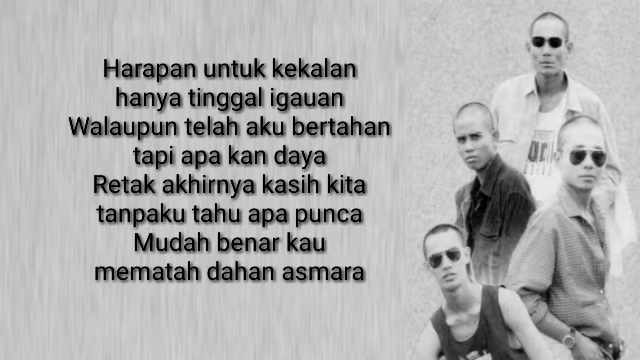 Harapan untuk kekalan
hanya tinggal igauan
Walaupun telah aku bertahan
tapi apa kan daya
Retak akhirnya kasih kita
tanpaku tahu apa punca
Mudah benar kau
mematah dahan asmara